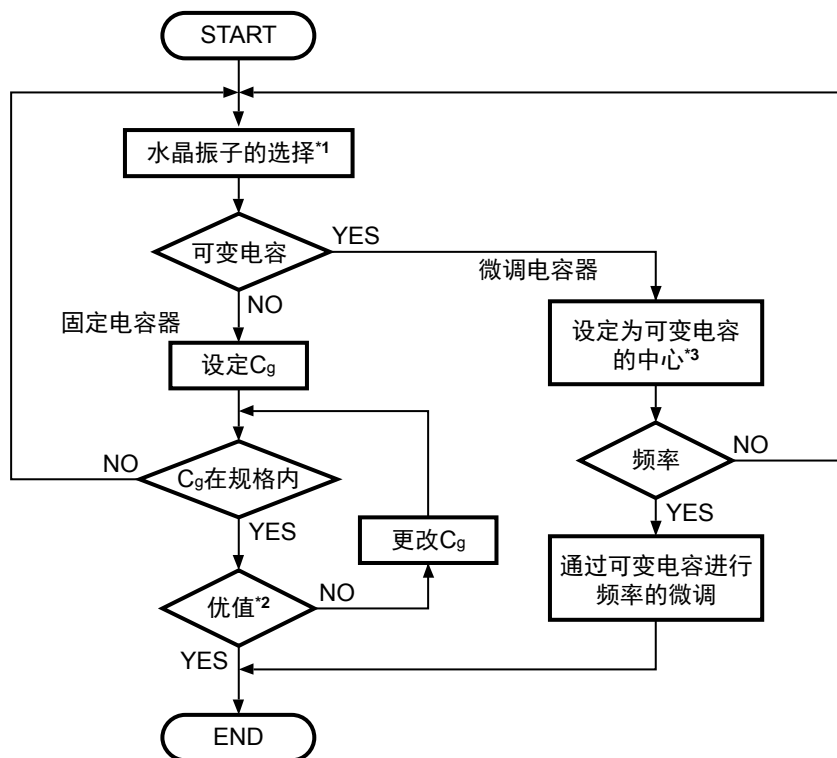 START
水晶振子的选择*1
可变电容
YES
微调电容器
NO
固定电容器
设定为可变电容
的中心*3
设定Cg
频率
NO
NO
Cg在规格内
YES
YES
更改Cg
通过可变电容进行
频率的微调
优值*2
NO
YES
END